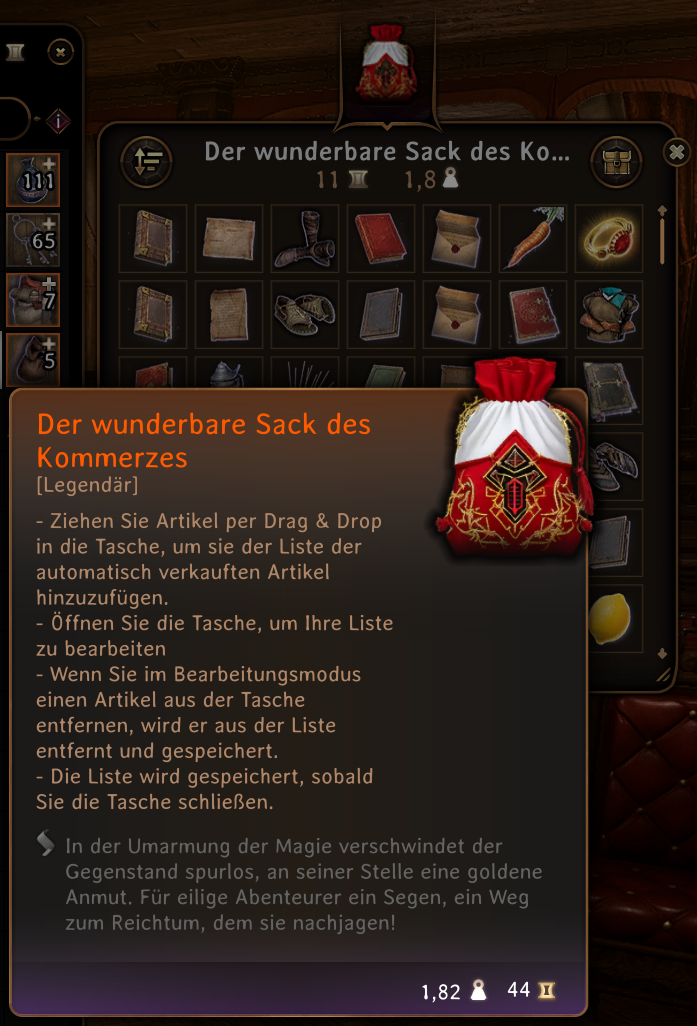 Der wunderbare Sack des Ko...
11 1,8
111
65
7
5
Der wunderbare Sack des
Kommerzes
[Legendär]
- Ziehen Sie Artikel per Drag & Drop
in die Tasche, um sie der Liste der
automatisch verkauften Artikel
hinzuzufügen.
- Öffnen Sie die Tasche, um Ihre Liste
zu bearbeiten
- Wenn Sie im Bearbeitungsmodus
einen Artikel aus der Tasche
entfernen, wird er aus der Liste
entfernt und gespeichert.
- Die Liste wird gespeichert, sobald
Sie die Tasche schließen.
In der Umarmung der Magie verschwindet der
Gegenstand spurlos, an seiner Stelle eine goldene
Anmut. Für eilige Abenteurer ein Segen, ein Weg
zum Reichtum, dem sie nachjagen!
1,82 44